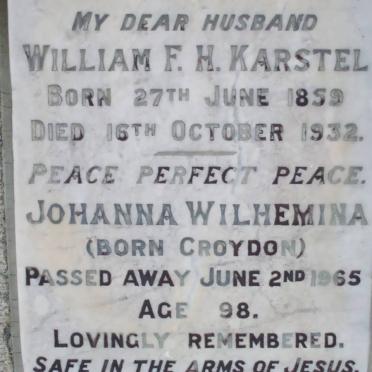 My dear husband
William F. H. Karstel
Born 27th June 1859
Died 16th October 1932.
Peace perfect peace.
Johanna Wilhemina
(born Croydon)
Passed away June 2nd 1965
Age 98.
Lovingly remembered.
Safe in the arms of Jesus.